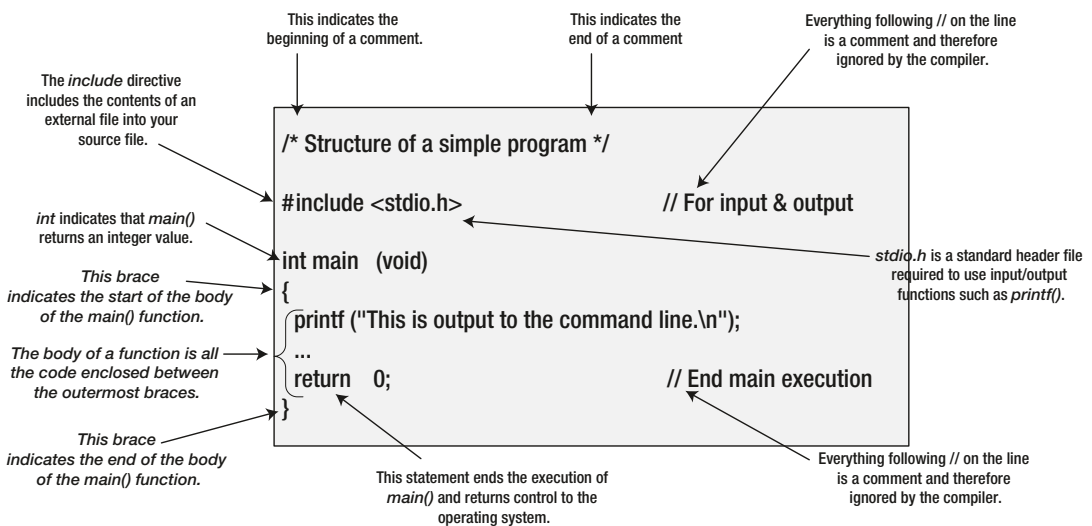 This indicates the
beginning of a comment.
This indicates the
end of a comment
Everything following // on the line
is a comment and therefore
ignored by the compiler.
The include directive
includes the contents of an
external file into your
source file.
/* Structure of a simple program */
#include <stdio.h> // For input & output
int indicates that main()
returns an integer value.
int main (void)
stdio.h is a standard header file
required to use input/output
functions such as printf().
This brace
indicates the start of the body
of the main() function.
{
printf ("This is output to the command line.\n");
The body of a function is all
the code enclosed between
the outermost braces.
...
return 0; // End main execution
}
This brace
indicates the end of the body
of the main() function.
This statement ends the execution of
main() and returns control to the
operating system.
Everything following // on the line
is a comment and therefore
ignored by the compiler.